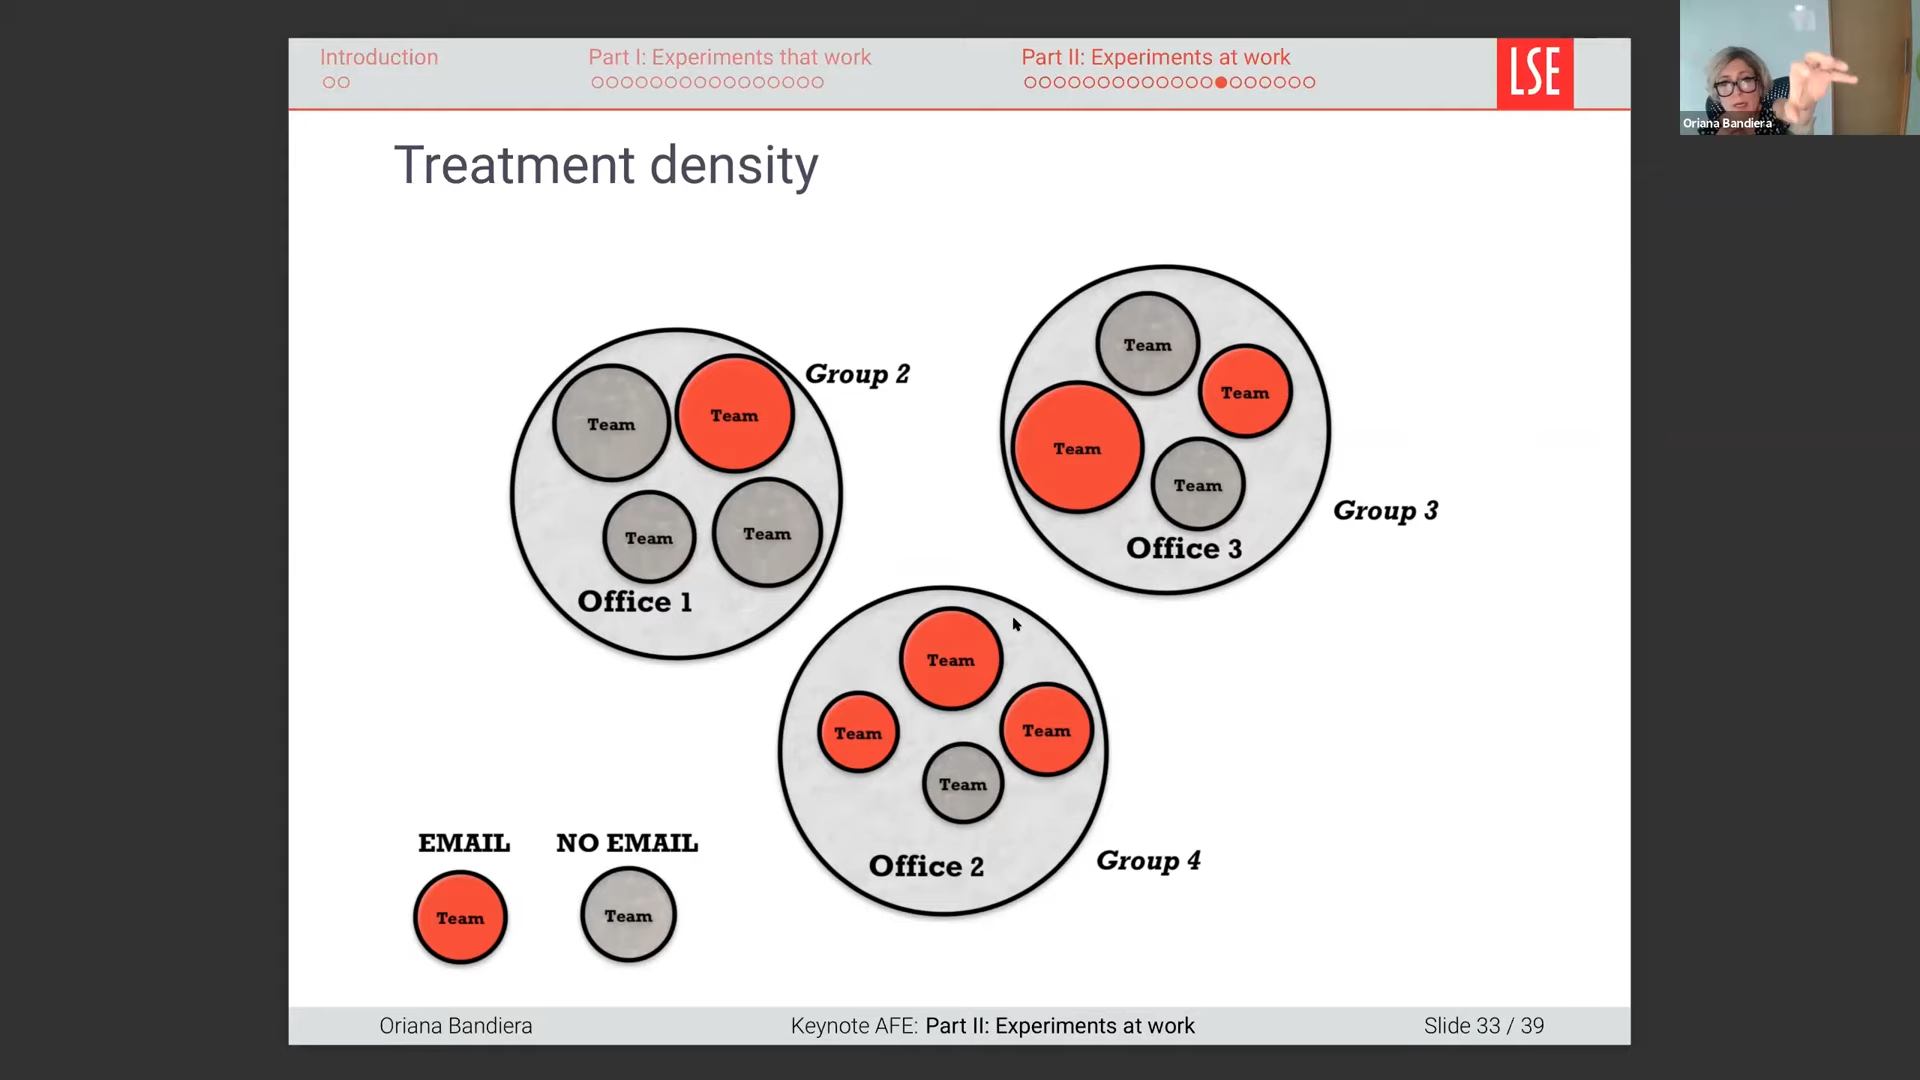 Introduction
Part I: Experiments that work
Part II: Experiments at work
LSE
Oriana Bandiera
Treatment density
Team
Team
Team
Team
Office 1
Group 2
Team
Team
Team
Team
Office 3
Group 3
Team
Team
Team
Team
Office 2
Group 4
EMAIL
NO EMAIL
Team
Team
Oriana Bandiera
Keynote AFE: Part II: Experiments at work
Slide 33 / 39